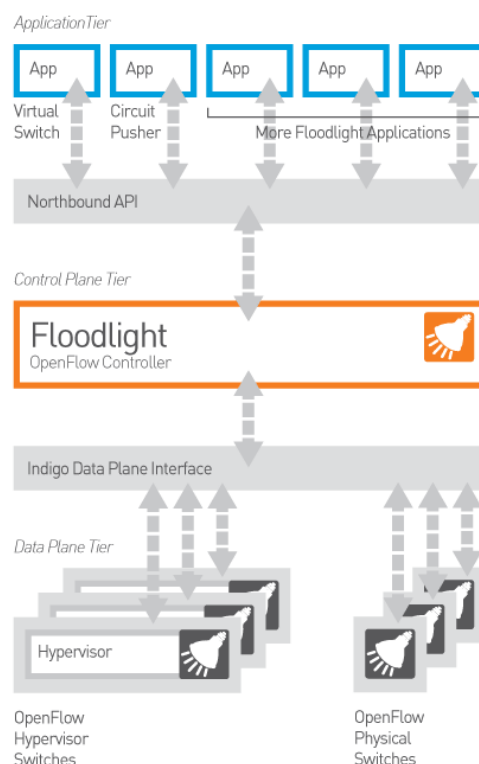 ApplicationTier
App App App App App
Virtual Switch
Circuit Pusher
More Floodlight Applications
Northbound API
Control Plane Tier
Floodlight
OpenFlow Controller
Indigo Data Plane Interface
Data Plane Tier
Hypervisor
OpenFlow
Hypervisor
Switches
OpenFlow
Physical
Switches